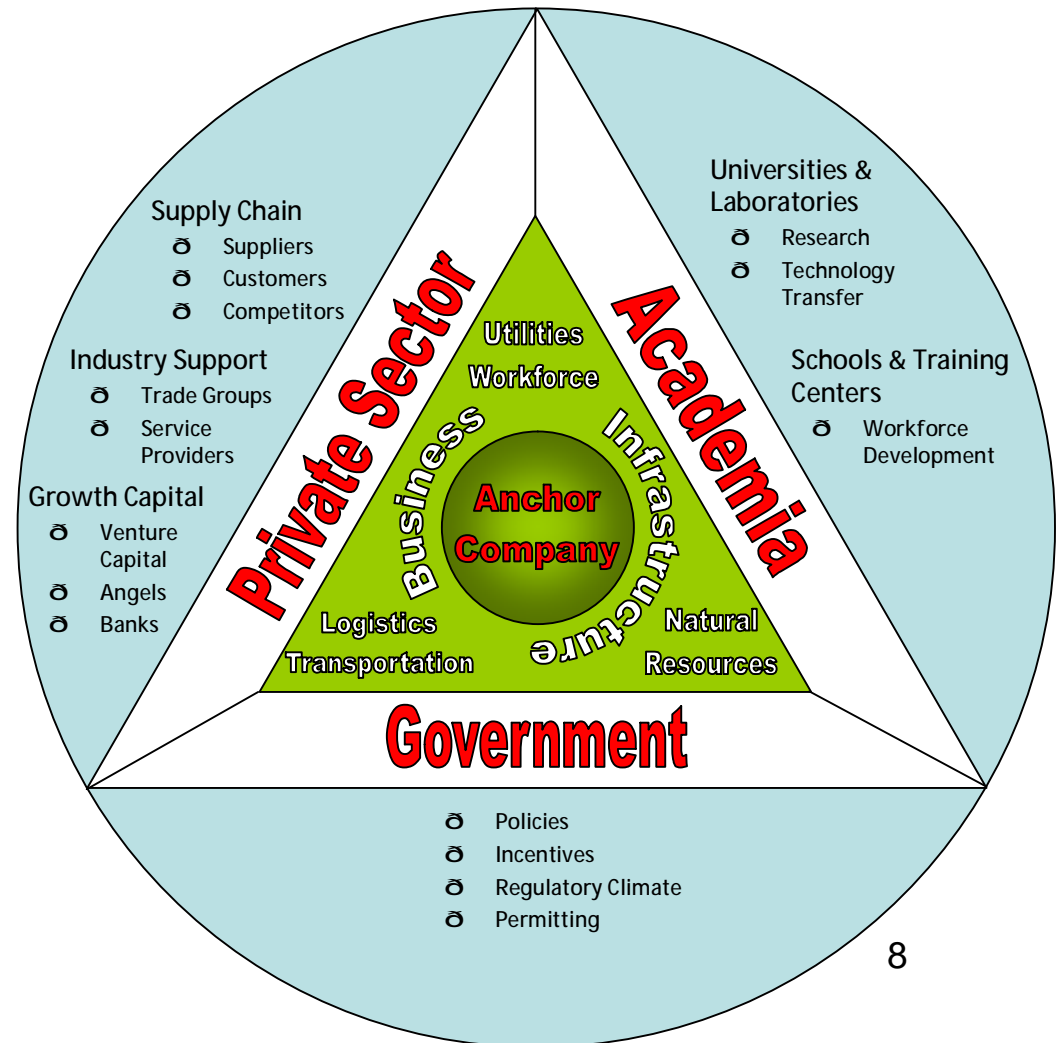 Supply Chain
ð Suppliers
ð Customers
ð Competitors
Industry Support
ð Trade Groups
ð Service
Providers
Growth Capital
ð Venture
Capital
ð Angels
ð Banks
Private Sector
Universities &
Laboratories
ð Research
ð Technology
Transfer
Schools & Training
Centers
ð Workforce
Development
Academia
Utilities
Workforce
Business
Infrastructure
Anchor
Company
Logistics
Transportation
Natural
Resources
Government
ð Policies
ð Incentives
ð Regulatory Climate
ð Permitting
8